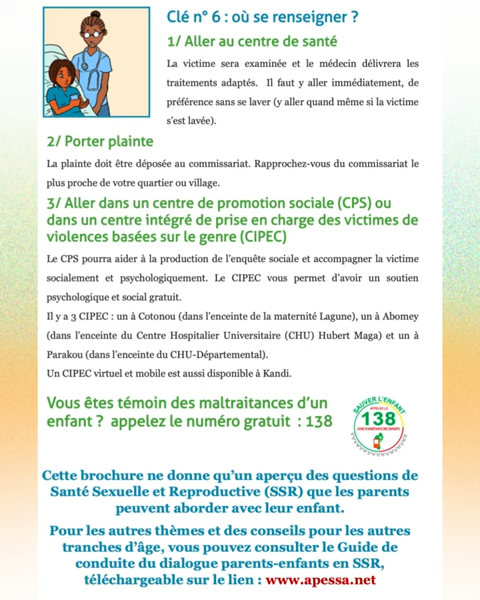 Clé n° 6 : où se renseigner ?
1/ Aller au centre de santé
La victime sera examinée et le médecin délivrera les
traitements adaptés. Il faut y aller immédiatement, de
préférence sans se laver (y aller quand même si la victime
s'est lavée).
2/ Porter plainte
La plainte doit être déposée au commissariat. Rapprochez-vous du commissariat le
plus proche de votre quartier ou village.
3/ Aller dans un centre de promotion sociale (CPS) ou
dans un centre intégré de prise en charge des victimes de
violences basées sur le genre (CIPEC)
Le CPS pourra aider à la production de l'enquête sociale et accompagner la victime
socialement et psychologiquement. Le CIPEC vous permet d'avoir un soutien
psychologique et social gratuit.
Il y a 3 CIPEC : un à Cotonou (dans l'enceinte de la maternité Lagune), un à Abomey
(dans l'enceinte du Centre Hospitalier Universitaire (CHU) Hubert Maga) et un à
Parakou (dans l'enceinte du CHU-Départemental).
Un CIPEC virtuel et mobile est aussi disponible à Kandi.
Vous êtes témoin des maltraitances d'un
enfant ? appelez le numéro gratuit : 138
SAUVER L'ENFANT
APPELEZ LE
138
LIGNE D'ASSISTANCE DES ENFANTS
Cette brochure ne donne qu'un aperçu des questions de
Santé Sexuelle et Reproductive (SSR) que les parents
peuvent aborder avec leur enfant.
Pour les autres thèmes et des conseils pour les autres
tranches d'âge, vous pouvez consulter le Guide de
conduite du dialogue parents-enfants en SSR,
téléchargeable sur le lien : www.apessa.net